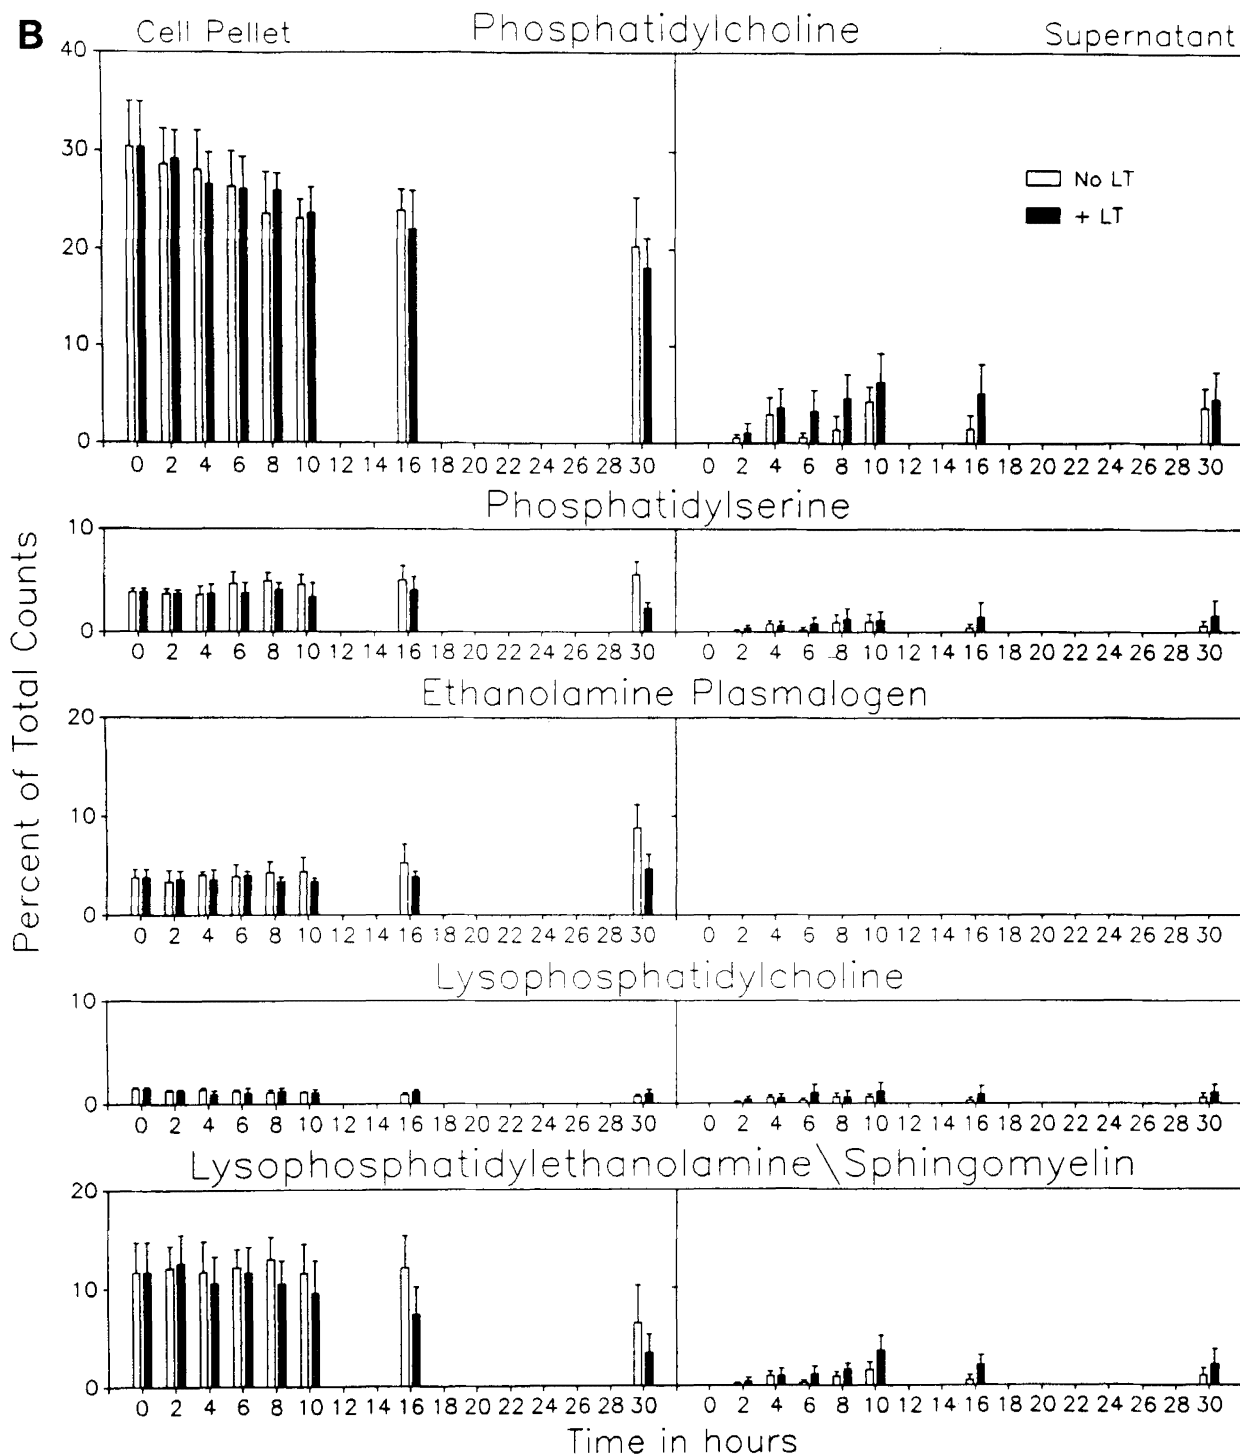 B Cell Pellet Phosphatidylcholine Supernatant
40
30
20
10
0
No LT
+ LT
0 2 4 6 8 10 12 14 16 18 20 22 24 26 28 30 0 2 4 6 8 10 12 14 16 18 20 22 24 26 28 30
Phosphatidylserine
10
0
0 2 4 6 8 10 12 14 16 18 20 22 24 26 28 30 0 2 4 6 8 10 12 14 16 18 20 22 24 26 28 30
Percent of Total Counts
Ethanolamine Plasmalogen
20
10
0
0 2 4 6 8 10 12 14 16 18 20 22 24 26 28 30 0 2 4 6 8 10 12 14 16 18 20 22 24 26 28 30
Lysophosphatidylcholine
10
0
0 2 4 6 8 10 12 14 16 18 20 22 24 26 28 30 0 2 4 6 8 10 12 14 16 18 20 22 24 26 28 30
Lysophosphatidylethanolamine\Sphingomyelin
20
10
0
0 2 4 6 8 10 12 14 16 18 20 22 24 26 28 30 0 2 4 6 8 10 12 14 16 18 20 22 24 26 28 30
Time in hours